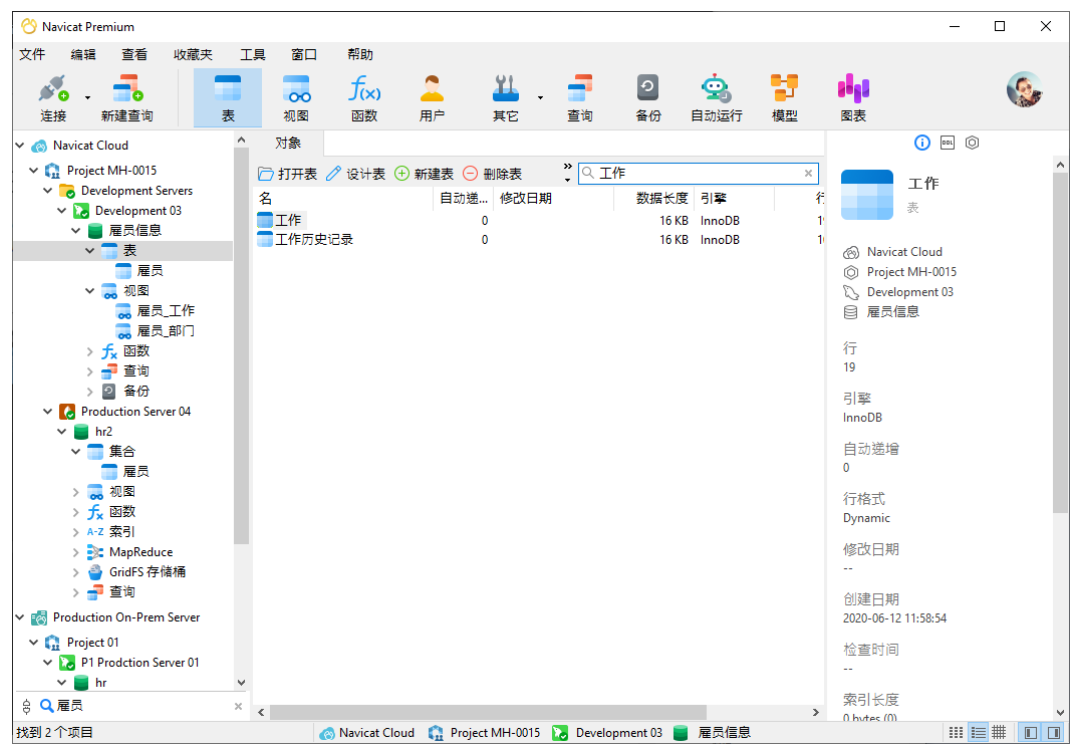 Navicat Premium
文件 编辑 查看 收藏夹 工具 窗口 帮助
连接 新建查询 表 视图 函数 用户 其它 查询 备份 自动运行 模型 图表
Navicat Cloud
Project MH-0015
Development Servers
Development 03
雇员信息
表
雇员
视图
雇员_工作
雇员_部门
函数
查询
备份
Production Server 04
hr2
集合
雇员
视图
函数
A-Z 索引
MapReduce
GridFS 存储桶
查询
Production On-Prem Server
Project 01
P1 Prodction Server 01
hr
雇员
找到 2 个项目
对象
打开表 设计表 新建表 删除表 » 工作
名 自动递... 修改日期 数据长度 引擎 行
工作 0 16 KB InnoDB
工作历史记录 0 16 KB InnoDB
DDL
工作
表
Navicat Cloud
Project MH-0015
Development 03
雇员信息
行
19
引擎
InnoDB
自动递增
0
行格式
Dynamic
修改日期
--
创建日期
2020-06-12 11:58:54
检查时间
--
索引长度
0 bytes (0)
Navicat Cloud Project MH-0015 Development 03 雇员信息